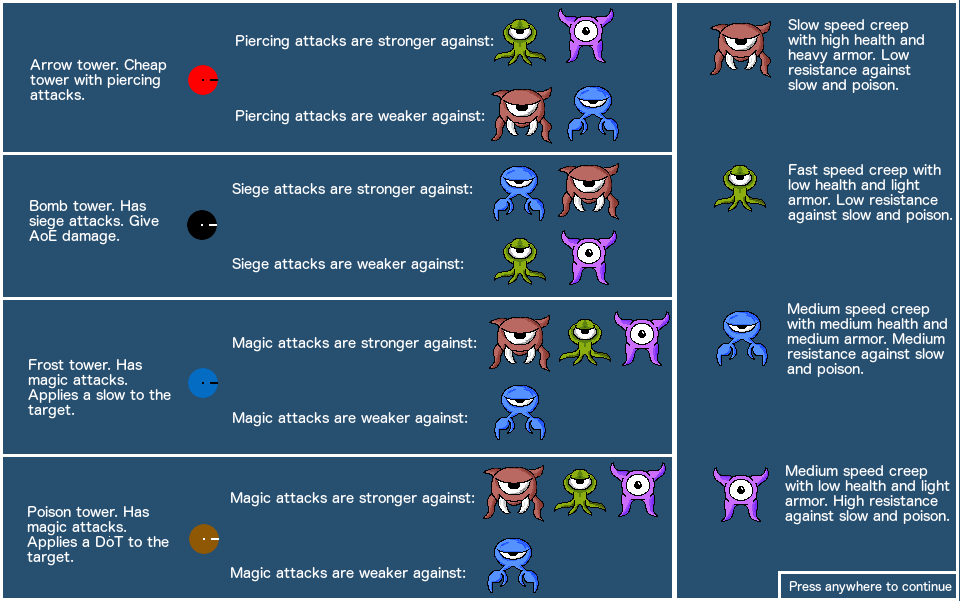 Arrow tower. Cheap
tower with piercing
attacks.
Piercing attacks are stronger against:
Piercing attacks are weaker against:
Bomb tower. Has
siege attacks. Give
AoE damage.
Siege attacks are stronger against:
Siege attacks are weaker against:
Frost tower. Has
magic attacks.
Applies a slow to the
target.
Magic attacks are stronger against:
Magic attacks are weaker against:
Poison tower. Has
magic attacks.
Applies a DoT to the
target.
Magic attacks are stronger against:
Magic attacks are weaker against:
Slow speed creep
with high health and
heavy armor. Low
resistance against
slow and poison.
Fast speed creep with
low health and light
armor. Low resistance
against slow and poison.
Medium speed creep
with medium health and
medium armor. Medium
resistance against slow
and poison.
Medium speed creep
with low health and light
armor. High resistance
against slow and poison.
Press anywhere to continue